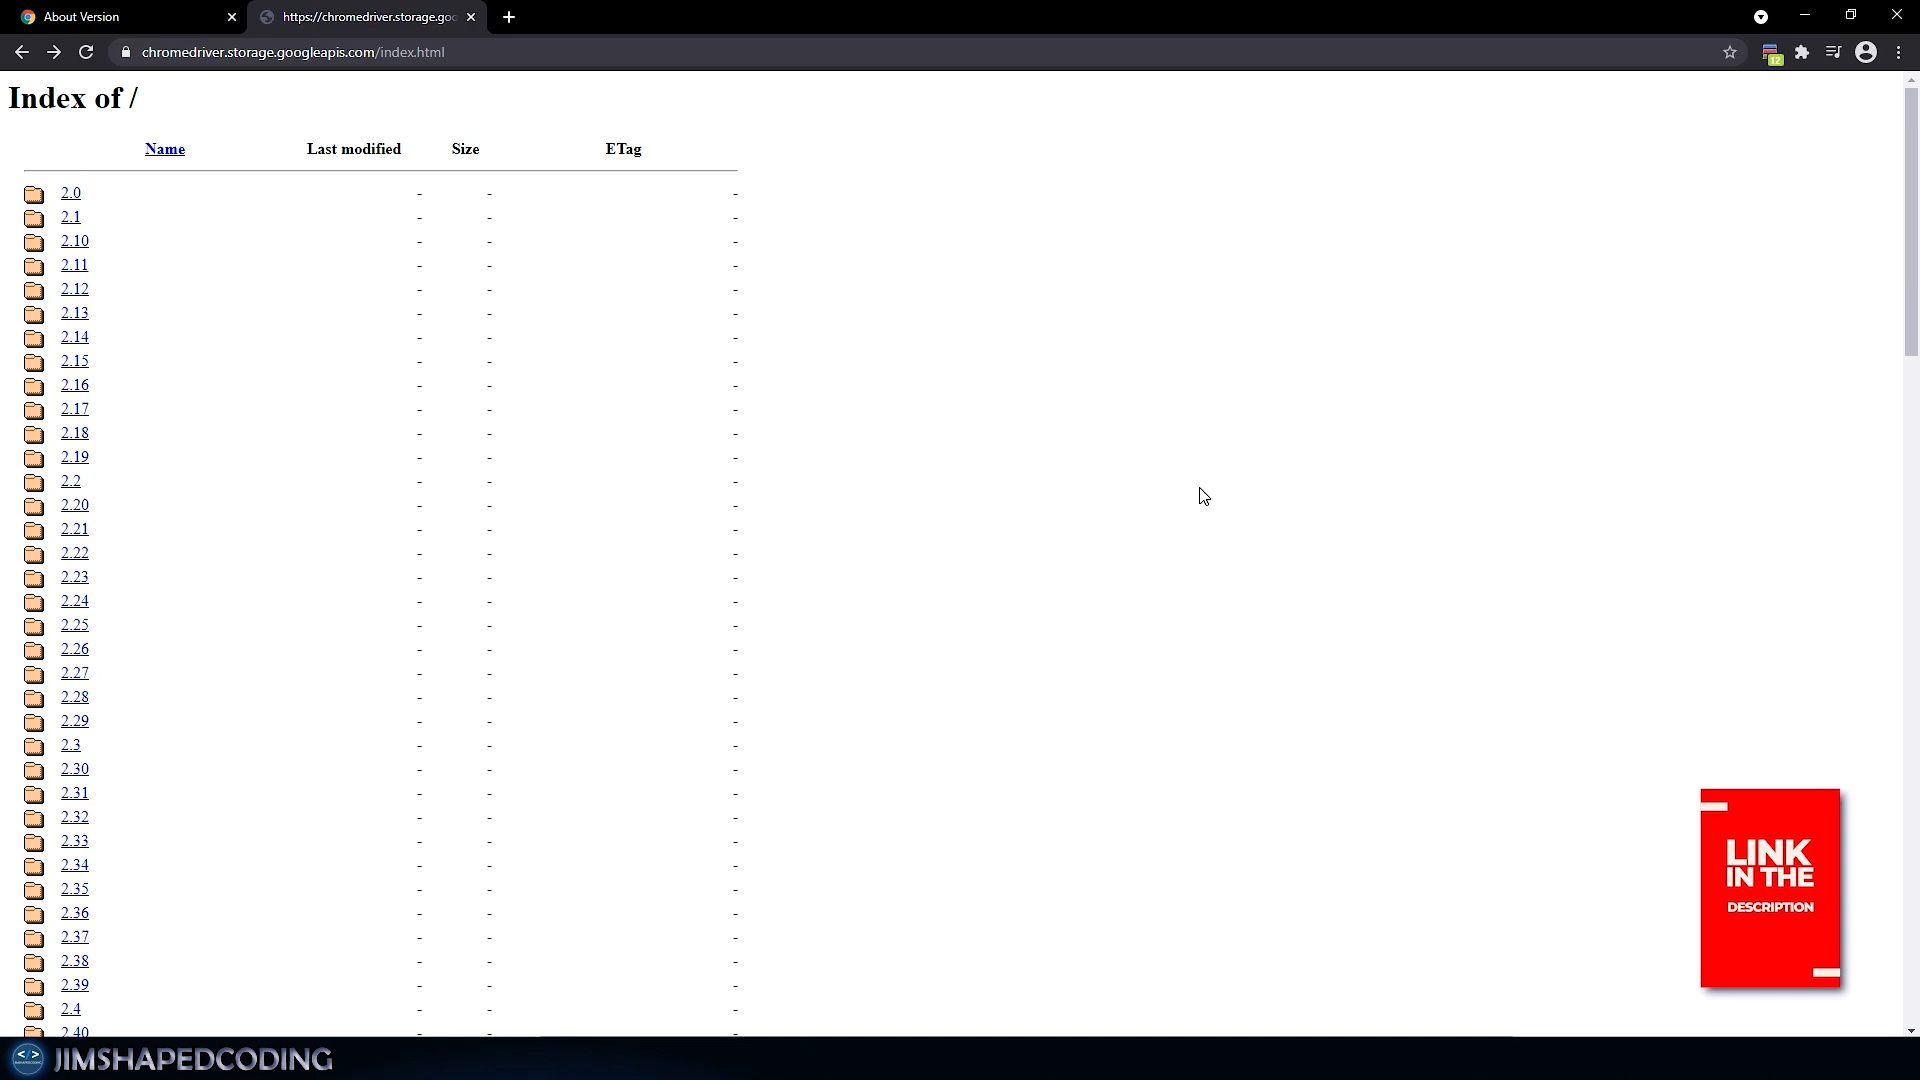 About Version
https://chromedriver.storage.goo
chromedriver.storage.googleapis.com/index.html
12
Index of /
Name Last modified Size ETag
2.0 - - -
2.1 - - -
2.10 - - -
2.11 - - -
2.12 - - -
2.13 - - -
2.14 - - -
2.15 - - -
2.16 - - -
2.17 - - -
2.18 - - -
2.19 - - -
2.2 - - -
2.20 - - -
2.21 - - -
2.22 - - -
2.23 - - -
2.24 - - -
2.25 - - -
2.26 - - -
2.27 - - -
2.28 - - -
2.29 - - -
2.3 - - -
2.30 - - -
2.31 - - -
2.32 - - -
2.33 - - -
2.34 - - -
2.35 - - -
2.36 - - -
2.37 - - -
2.38 - - -
2.39 - - -
2.4 - - -
2.40 - - -
LINK
IN THE
DESCRIPTION
</> JIMSHAPEDCODING